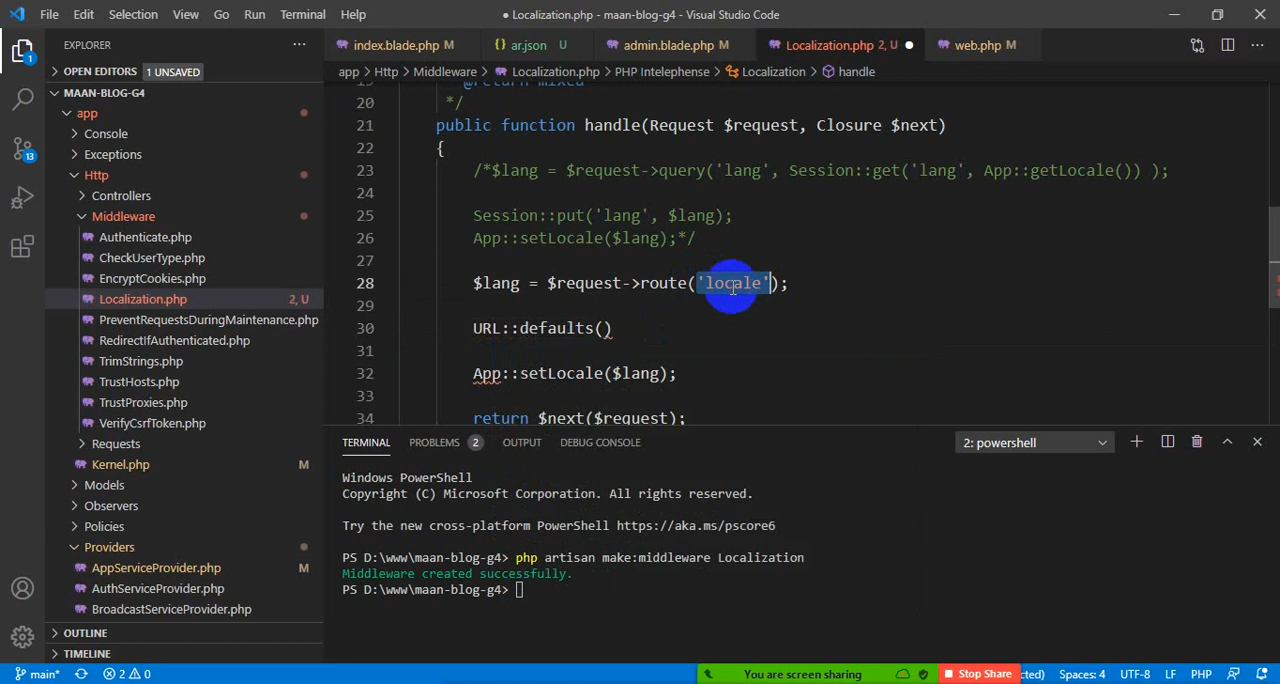 File Edit Selection View Go Run Terminal Help
● Localization.php - maan-blog-g4 - Visual Studio Code
EXPLORER
index.blade.php M
{ } ar.json U
admin.blade.php M
Localization.php 2, U ●
web.php M
OPEN EDITORS 1 UNSAVED
app > Http > Middleware > Localization.php > PHP Intelephense > Localization > handle
MAAN-BLOG-G4
app
Console
Exceptions
Http
Controllers
Middleware
Authenticate.php
CheckUserType.php
EncryptCookies.php
Localization.php 2, U
PreventRequestsDuringMaintenance.php
RedirectIfAuthenticated.php
TrimStrings.php
TrustHosts.php
TrustProxies.php
VerifyCsrfToken.php
Requests
Kernel.php M
Models
Observers
Policies
Providers
AppServiceProvider.php M
AuthServiceProvider.php
BroadcastServiceProvider.php
OUTLINE
TIMELINE
19 @return mixed
20 */
21 public function handle(Request $request, Closure $next)
22 {
23 /*$lang = $request->query('lang', Session::get('lang', App::getLocale()) );
24
25 Session::put('lang', $lang);
26 App::setLocale($lang);*/
27
28 $lang = $request->route('locale');
29
30 URL::defaults()
31
32 App::setLocale($lang);
33
34 return $next($request);
TERMINAL PROBLEMS 2 OUTPUT DEBUG CONSOLE
2: powershell
Windows PowerShell
Copyright (C) Microsoft Corporation. All rights reserved.
Try the new cross-platform PowerShell https://aka.ms/pscore6
PS D:\www\maan-blog-g4> php artisan make:middleware Localization
Middleware created successfully.
PS D:\www\maan-blog-g4>
main* 2 0
You are screen sharing
Stop Share
cted) Spaces: 4 UTF-8 LF PHP
1
13